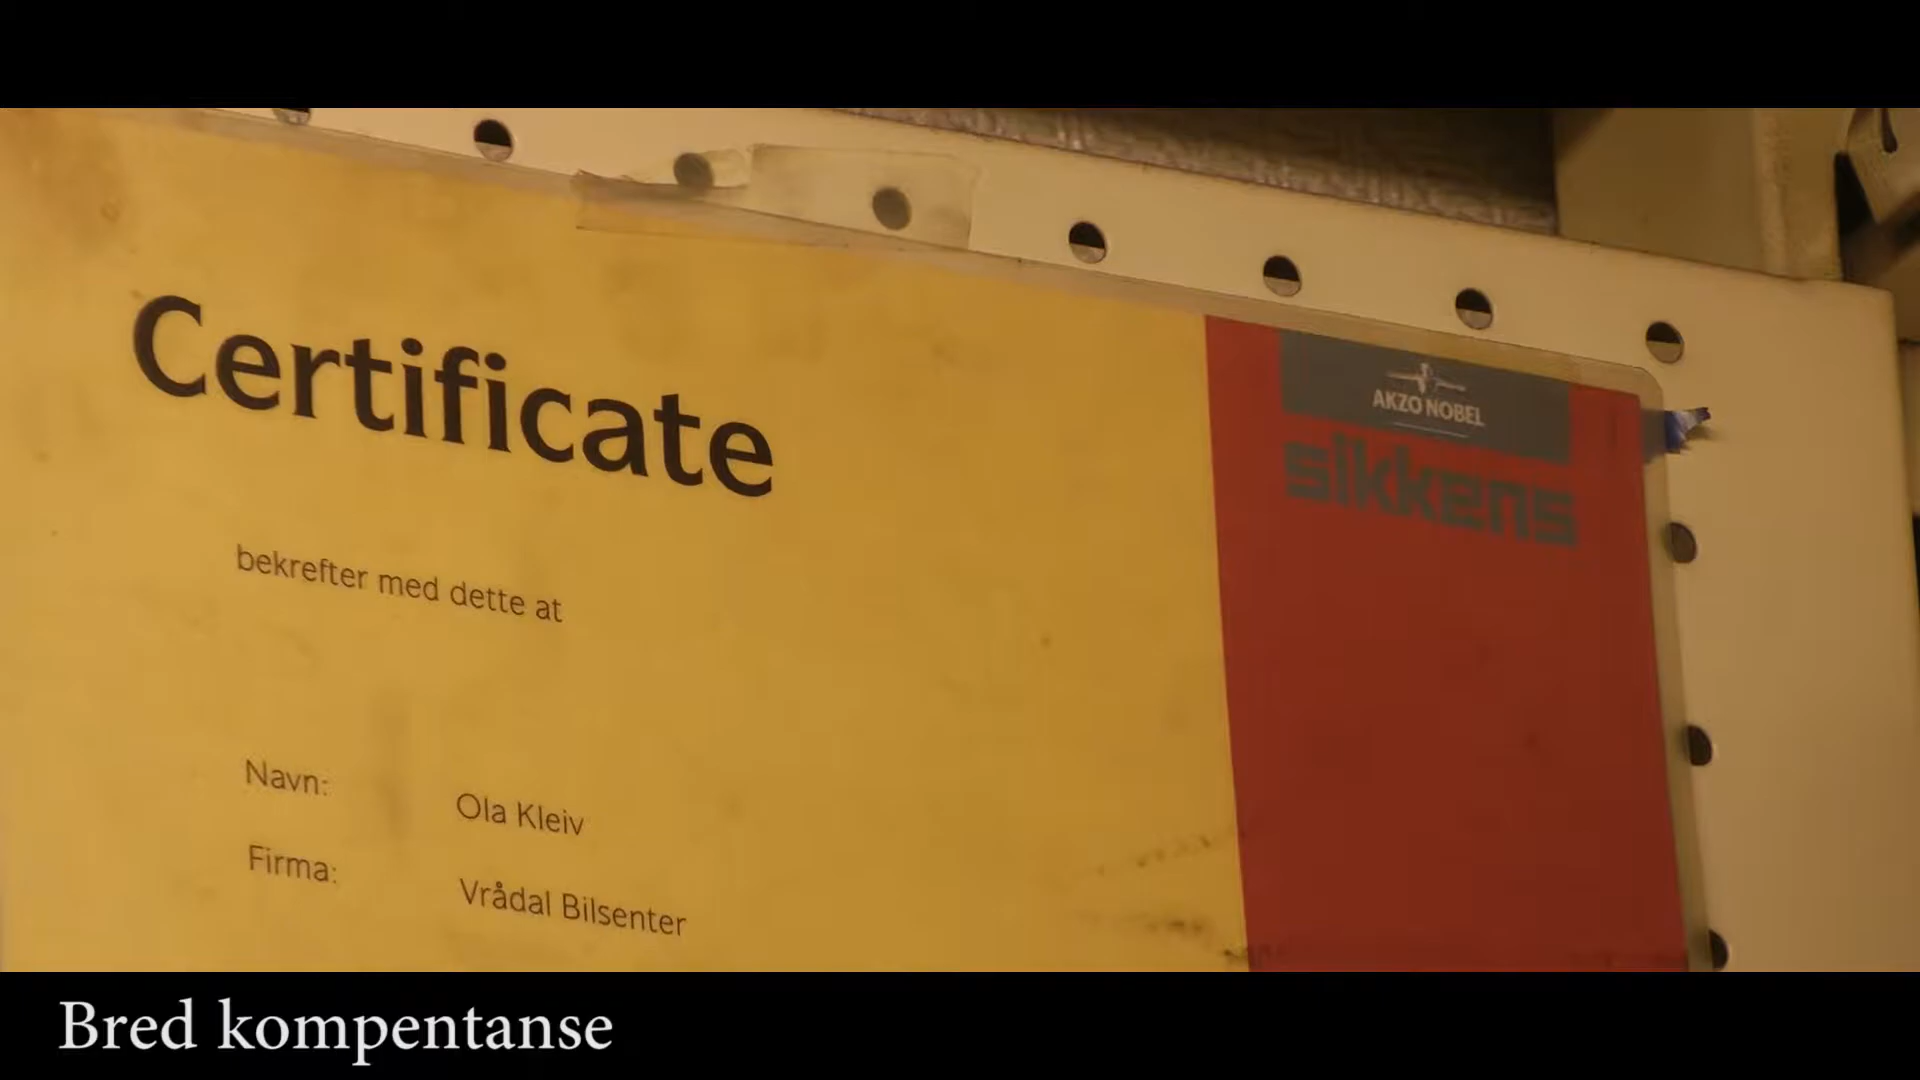 Certificate
AKZO NOBEL
sikkens
bekrefter med dette at
Navn: Ola Kleiv
Firma: Vrådal Bilsenter
Bred kompentanse